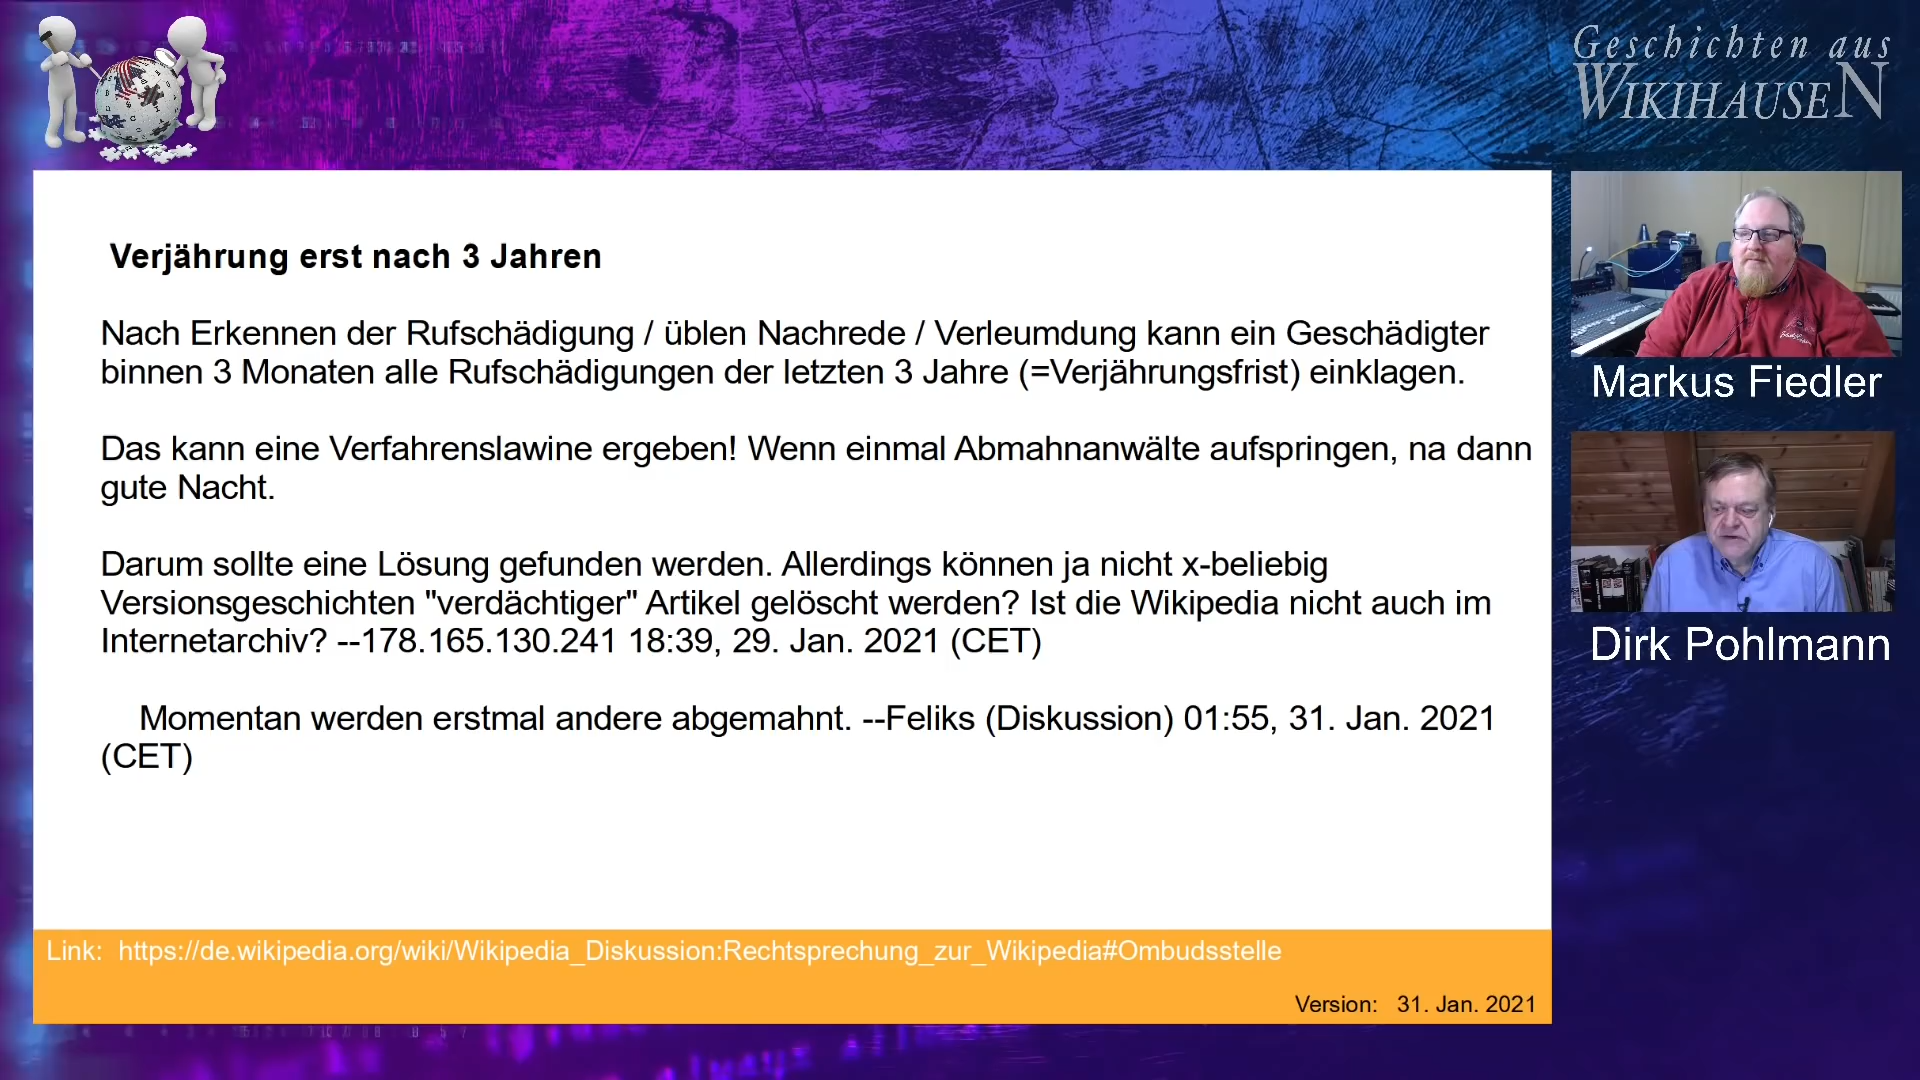 Geschichten aus
WIKIHAUSEN
Verjährung erst nach 3 Jahren
Nach Erkennen der Rufschädigung / üblen Nachrede / Verleumdung kann ein Geschädigter
binnen 3 Monaten alle Rufschädigungen der letzten 3 Jahre (=Verjährungsfrist) einklagen.
Das kann eine Verfahrenslawine ergeben! Wenn einmal Abmahnanwälte aufspringen, na dann
gute Nacht.
Darum sollte eine Lösung gefunden werden. Allerdings können ja nicht x-beliebig
Versionsgeschichten "verdächtiger" Artikel gelöscht werden? Ist die Wikipedia nicht auch im
Internetarchiv? --178.165.130.241 18:39, 29. Jan. 2021 (CET)
Momentan werden erstmal andere abgemahnt. --Feliks (Diskussion) 01:55, 31. Jan. 2021
(CET)
Link: https://de.wikipedia.org/wiki/Wikipedia_Diskussion:Rechtsprechung_zur_Wikipedia#Ombudsstelle
Version: 31. Jan. 2021
Markus Fiedler
Dirk Pohlmann